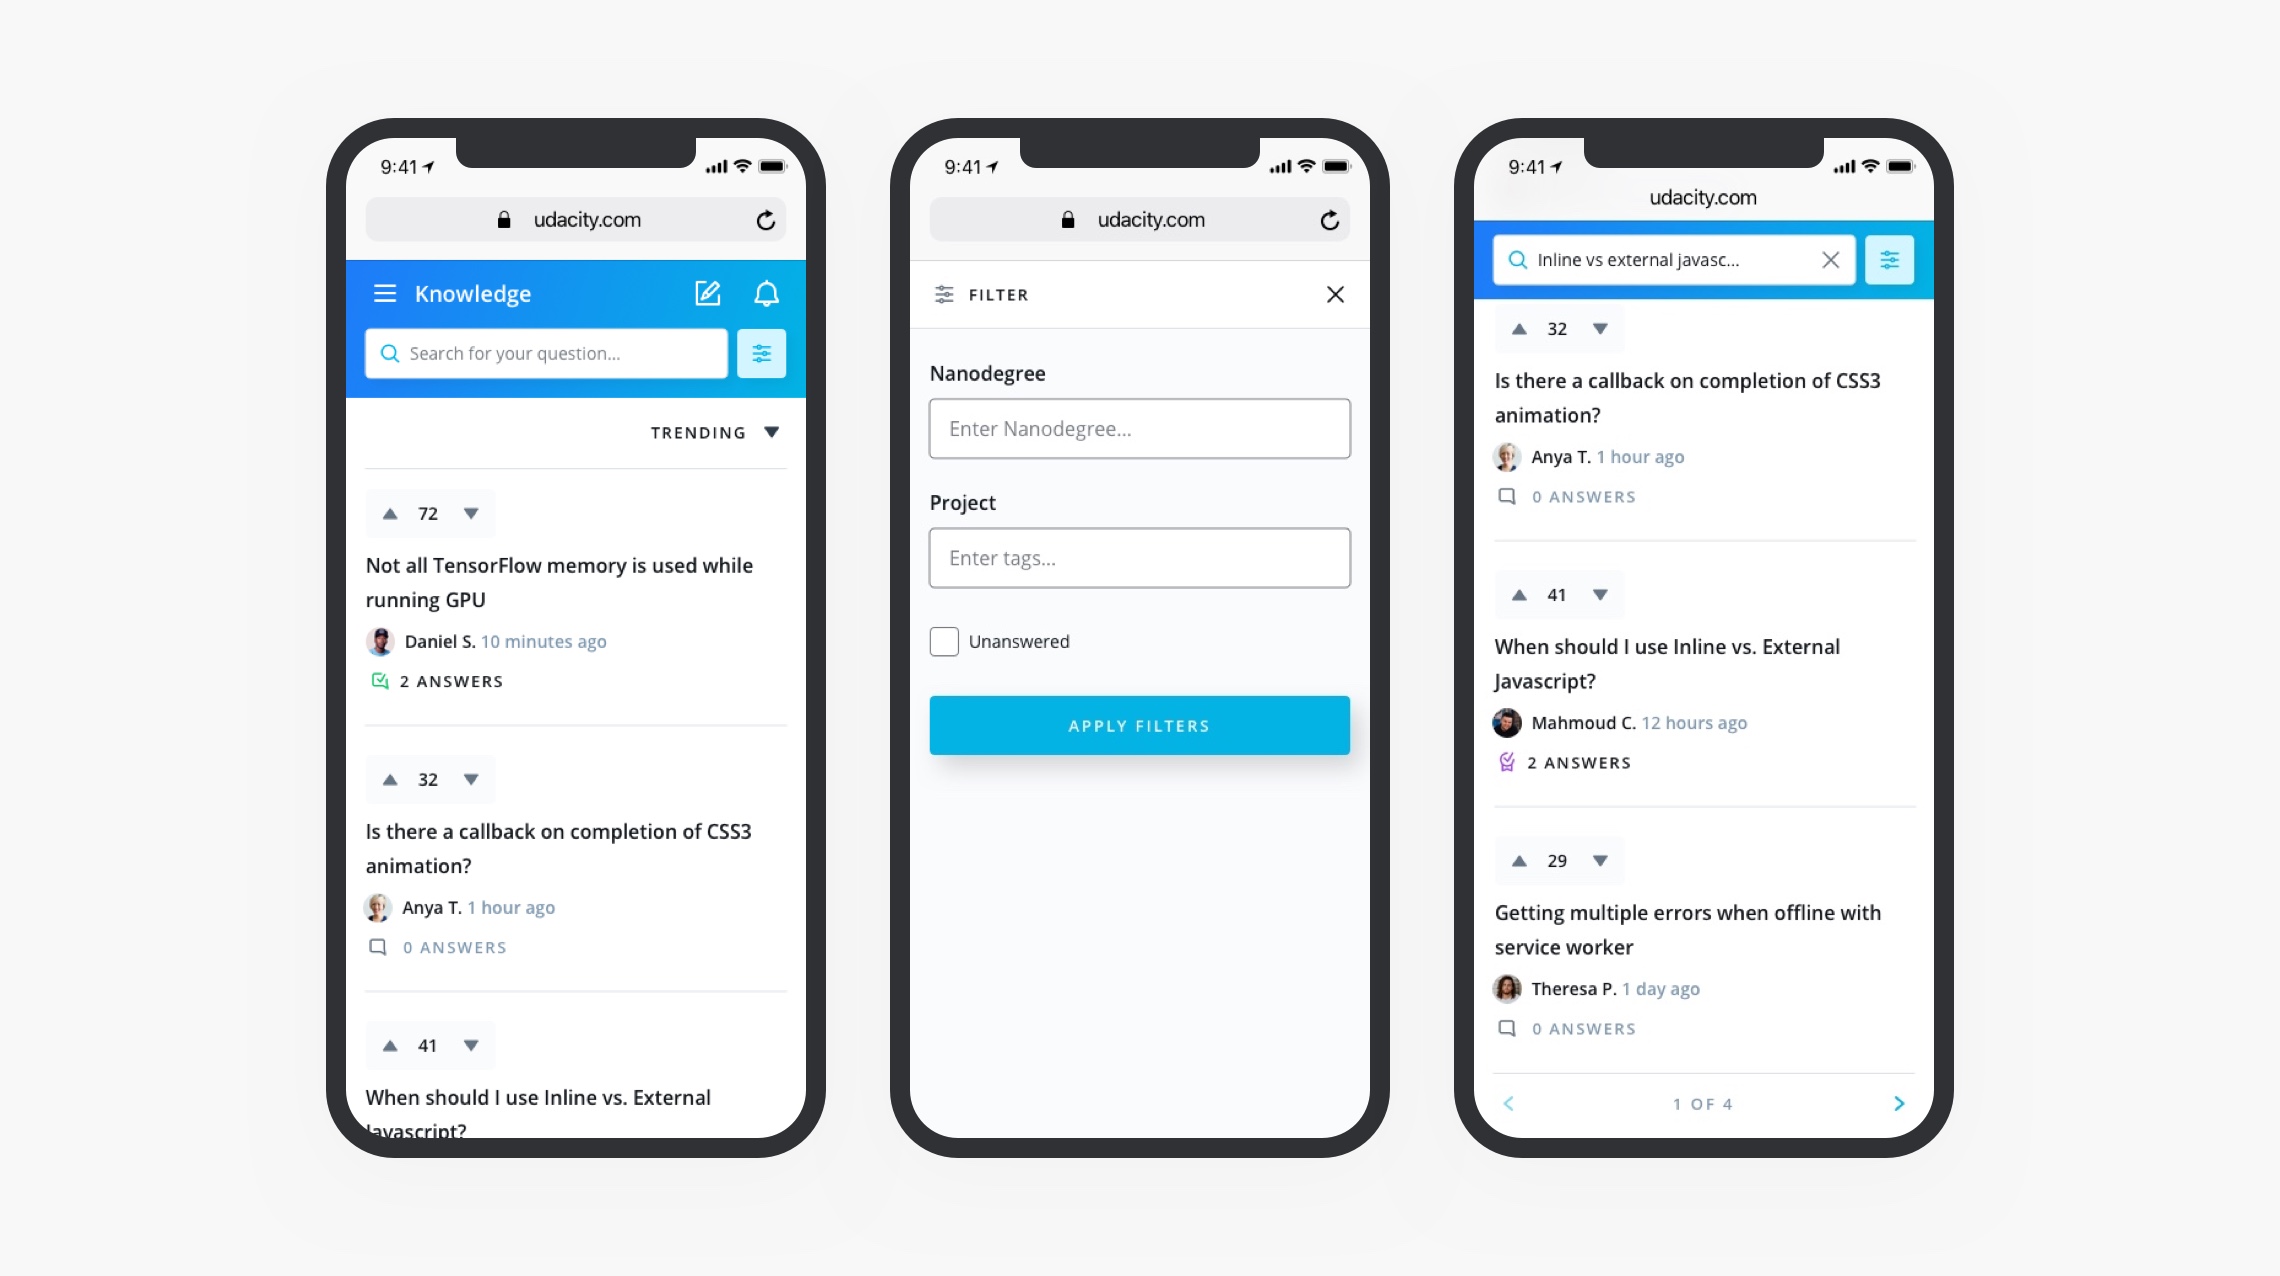 9:41
udacity.com
Knowledge
Search for your question...
TRENDING
72
Not all TensorFlow memory is used while
running GPU
Daniel S. 10 minutes ago
2 ANSWERS
32
Is there a callback on completion of CSS3
animation?
Anya T. 1 hour ago
0 ANSWERS
41
When should I use Inline vs. External
Javascript?
9:41
udacity.com
FILTER
Nanodegree
Enter Nanodegree...
Project
Enter tags...
Unanswered
APPLY FILTERS
9:41
udacity.com
Inline vs external javasc...
32
Is there a callback on completion of CSS3
animation?
Anya T. 1 hour ago
0 ANSWERS
41
When should I use Inline vs. External
Javascript?
Mahmoud C. 12 hours ago
2 ANSWERS
29
Getting multiple errors when offline with
service worker
Theresa P. 1 day ago
0 ANSWERS
1 OF 4